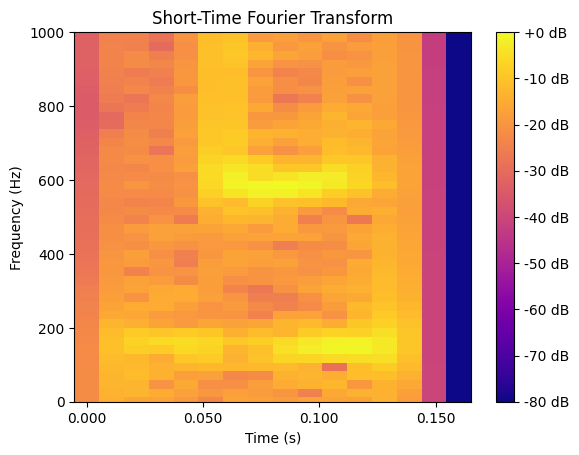 Short-Time Fourier Transform
1000
800
600
400
200
0
Frequency (Hz)
0.000
0.050
0.100
0.150
Time (s)
+0 dB
-10 dB
-20 dB
-30 dB
-40 dB
-50 dB
-60 dB
-70 dB
-80 dB